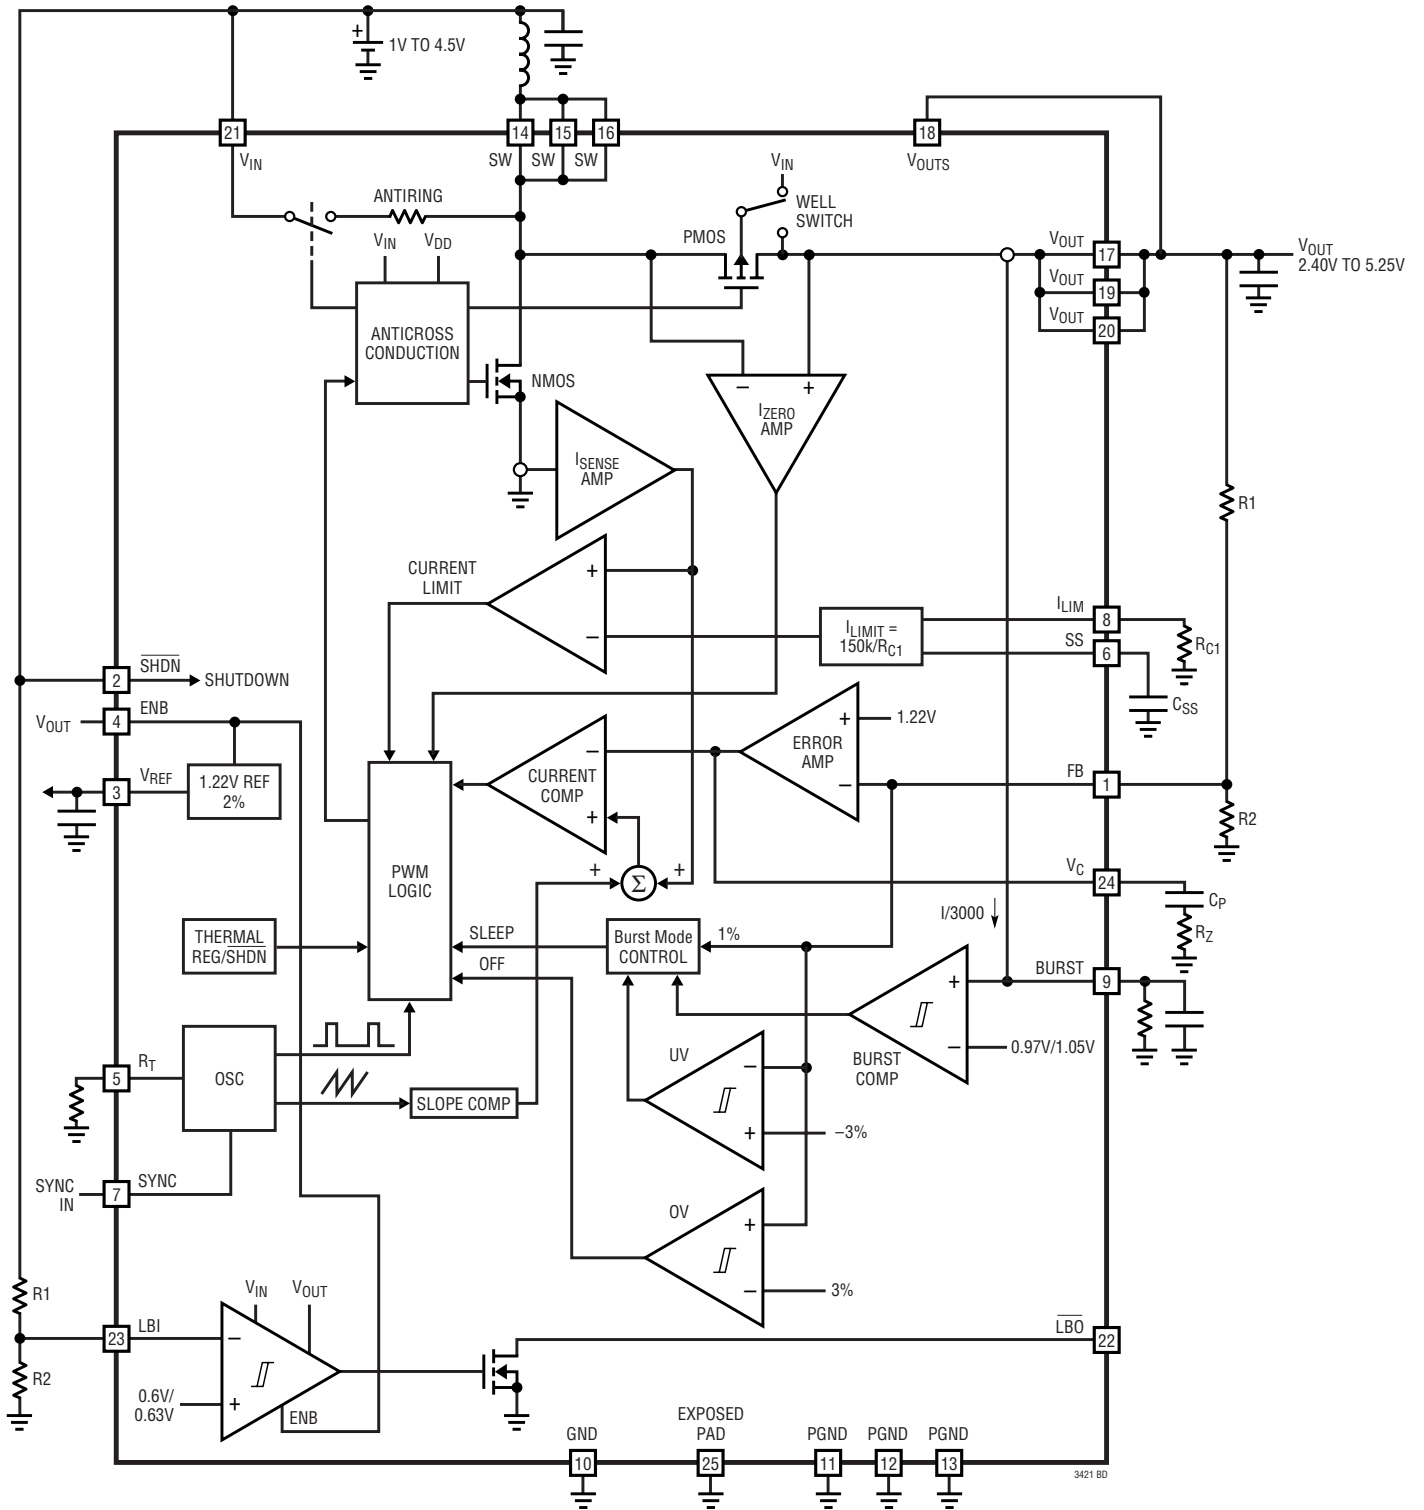 +
1V TO 4.5V
21
14
15
16
18
VIN
SW
SW
SW
VOUTS
VIN
ANTIRING
WELL
SWITCH
VIN
VDD
PMOS
VOUT
17
VOUT
2.40V TO 5.25V
VOUT
19
VOUT
20
ANTICROSS
CONDUCTION
NMOS
–
+
IZERO
AMP
ISENSE
AMP
R1
CURRENT
LIMIT
+
–
ILIMIT =
150k/RC1
ILIM
8
RC1
SS
6
CSS
SHDN
2
SHUTDOWN
ENB
VOUT
4
VREF
3
1.22V REF
2%
+
1.22V
ERROR
AMP
–
–
CURRENT
COMP
+
FB
1
R2
PWM
LOGIC
+
Σ
+
VC
24
CP
RZ
I/3000
THERMAL
REG/SHDN
SLEEP
OFF
Burst Mode
CONTROL
1%
+
–
BURST
9
0.97V/1.05V
BURST
COMP
RT
5
OSC
SLOPE COMP
UV
–
+
–3%
SYNC
IN
7
SYNC
OV
+
–
3%
R1
VIN
VOUT
LBI
23
–
R2
0.6V/
0.63V
+
ENB
LBO
22
GND
10
EXPOSED
PAD
25
PGND
11
PGND
12
PGND
13
3421 BD